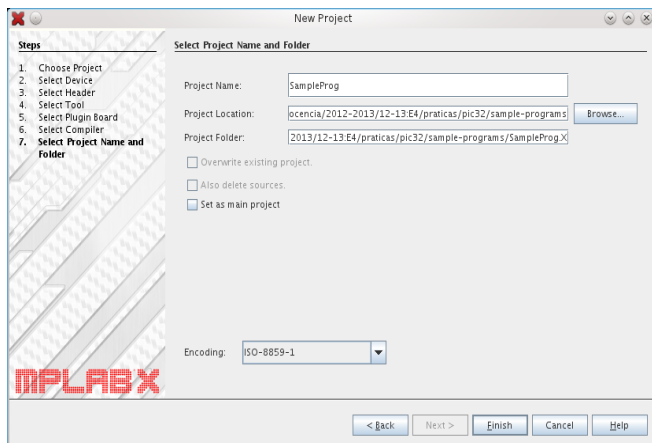 New Project
Steps
1. Choose Project
2. Select Device
3. Select Header
4. Select Tool
5. Select Plugin Board
6. Select Compiler
7. Select Project Name and
Folder
Select Project Name and Folder
Project Name: SampleProg
Project Location: ocencia/2012-2013/12-13:E4/praticas/pic32/sample-programs Browse...
Project Folder: 2013/12-13:E4/praticas/pic32/sample-programs/SampleProg.X
Overwrite existing project.
Also delete sources.
Set as main project
Encoding: ISO-8859-1
MPLAB X
< Back Next > Finish Cancel Help